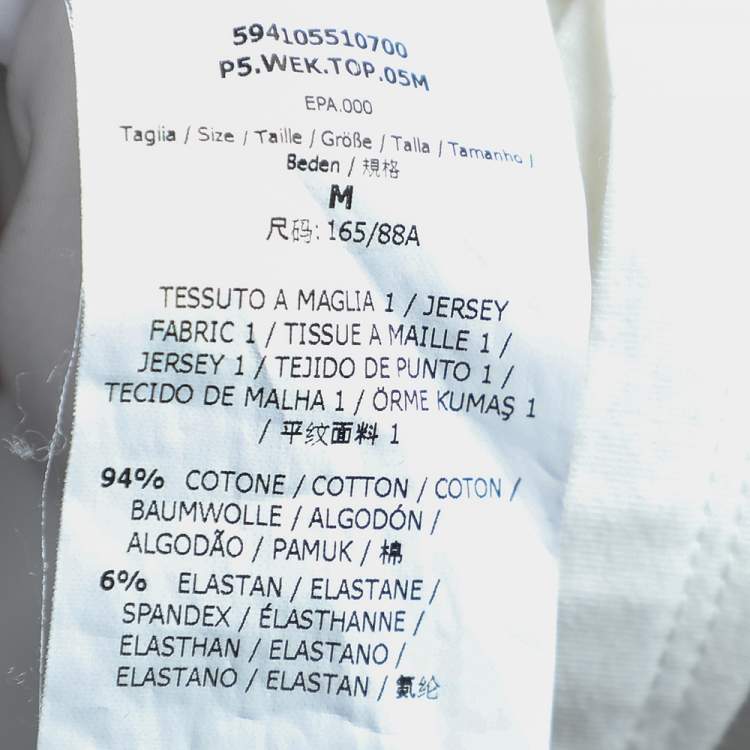 594105510700
P5.WEK.TOP.05M
EPA.000
Taglia / Size / Taille / Größe / Talla / Tamanho /
Beden / 規格
M
尺码: 165/88A
TESSUTO A MAGLIA 1 / JERSEY
FABRIC 1 / TISSUE A MAILLE 1 /
JERSEY 1 / TEJIDO DE PUNTO 1 /
TECIDO DE MALHA 1 / ÖRME KUMAŞ 1
/ 平纹面料 1
94% COTONE / COTTON / COTON /
BAUMWOLLE / ALGODÓN /
ALGODÃO / PAMUK / 棉
6% ELASTAN / ELASTANE /
SPANDEX / ÉLASTHANNE /
ELASTHAN / ELASTANO /
ELASTANO / ELASTAN / 氨纶